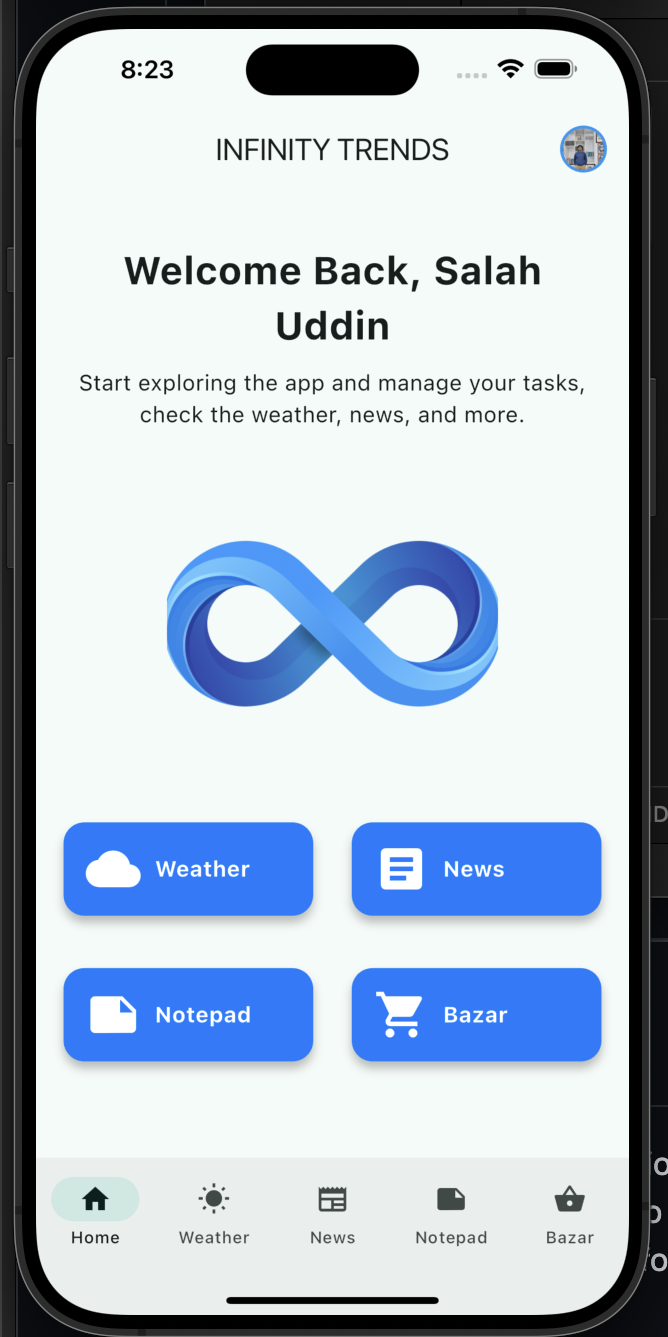 8:23
INFINITY TRENDS
Welcome Back, Salah
Uddin
Start exploring the app and manage your tasks,
check the weather, news, and more.
Weather
News
Notepad
Bazar
Home
Weather
News
Notepad
Bazar